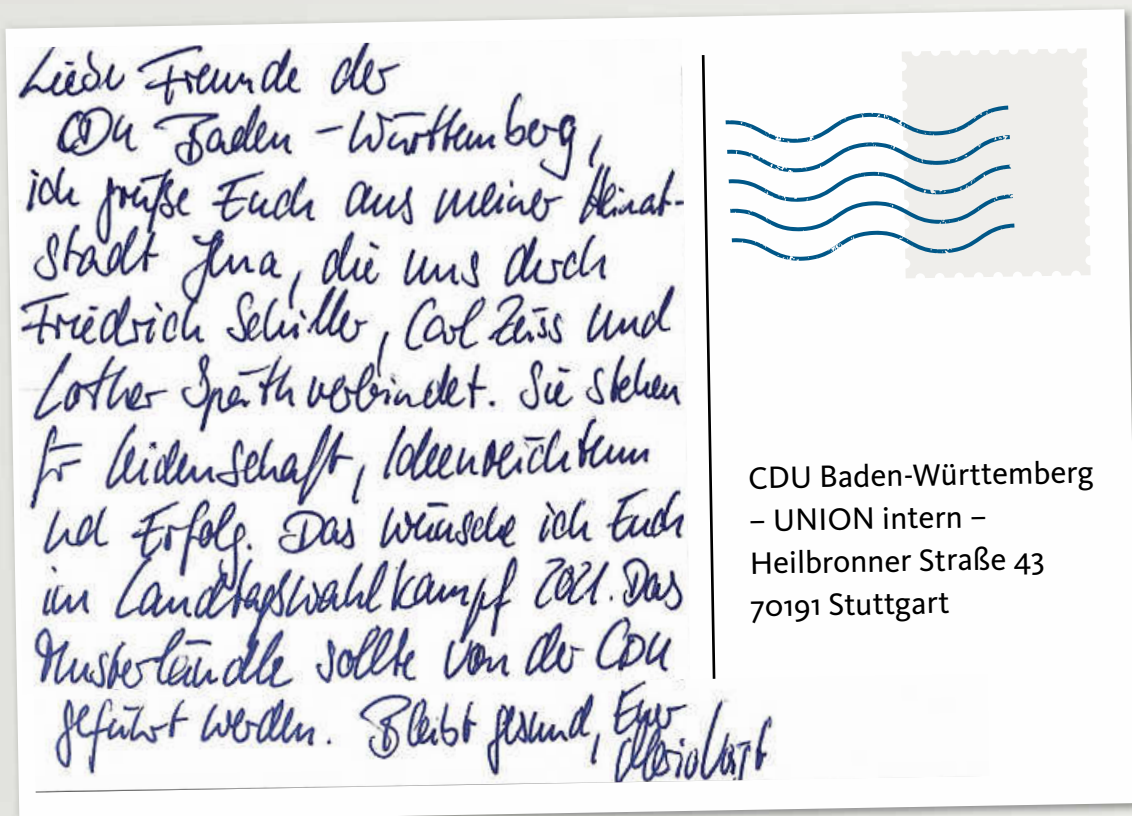 Liebe Freunde der
CDU Baden-Württemberg,
ich grüße Euch aus meiner Heimat-
stadt Jena, die uns durch
Friedrich Schiller, Carl Zeiss und
Lothar Späth verbindet. Sie stehen
für Leidenschaft, Ideenreichtum
und Erfolg. Das wünsche ich Euch
im Landtagswahlkampf 2021. Das
Musterländle sollte von der CDU
geführt werden. Bleibt gesund, Euer
Mario Voigt
CDU Baden-Württemberg
– UNION intern –
Heilbronner Straße 43
70191 Stuttgart